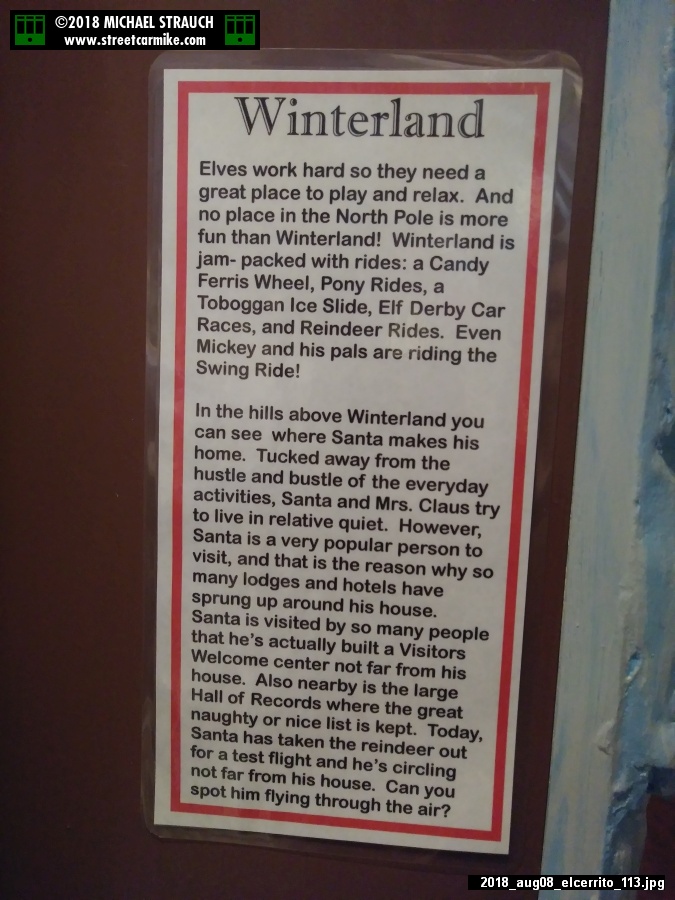 ©2018 MICHAEL STRAUCH
www.streetcarmike.com
Winterland
Elves work hard so they need a
great place to play and relax. And
no place in the North Pole is more
fun than Winterland! Winterland is
jam- packed with rides: a Candy
Ferris Wheel, Pony Rides, a
Toboggan Ice Slide, Elf Derby Car
Races, and Reindeer Rides. Even
Mickey and his pals are riding the
Swing Ride!
In the hills above Winterland you
can see where Santa makes his
home. Tucked away from the
hustle and bustle of the everyday
activities, Santa and Mrs. Claus try
to live in relative quiet. However,
Santa is a very popular person to
visit, and that is the reason why so
many lodges and hotels have
sprung up around his house.
Santa is visited by so many people
that he's actually built a Visitors
Welcome center not far from his
house. Also nearby is the large
Hall of Records where the great
naughty or nice list is kept. Today,
Santa has taken the reindeer out
for a test flight and he's circling
not far from his house. Can you
spot him flying through the air?
2018_aug08_elcerrito_113.jpg